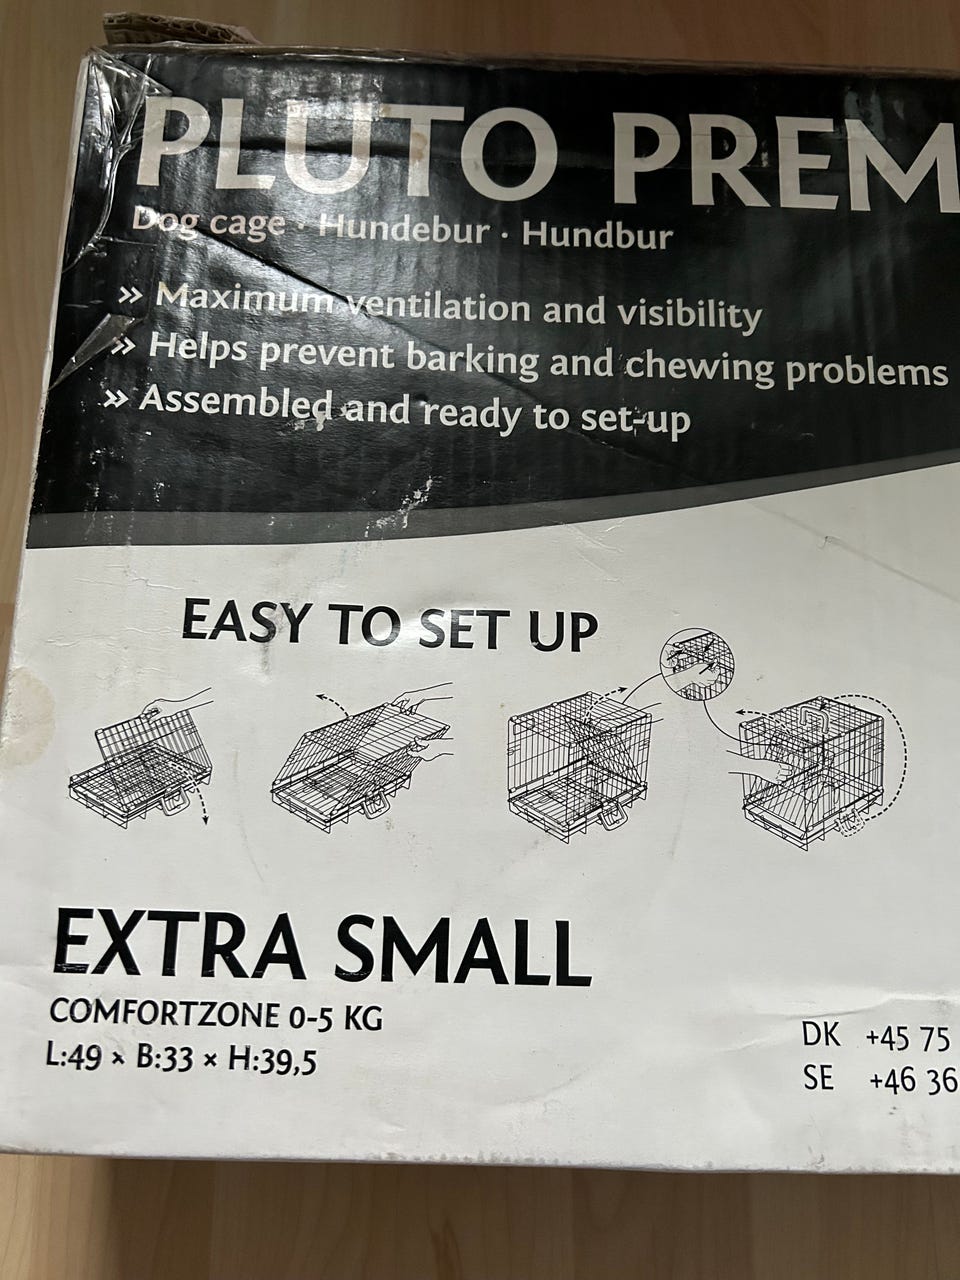 PLUTO PREM
Dog cage · Hundebur · Hundbur
» Maximum ventilation and visibility
» Helps prevent barking and chewing problems
» Assembled and ready to set-up
EASY TO SET UP
EXTRA SMALL
COMFORTZONE 0-5 KG
L:49 × B:33 × H:39,5
DK +45 75
SE +46 36